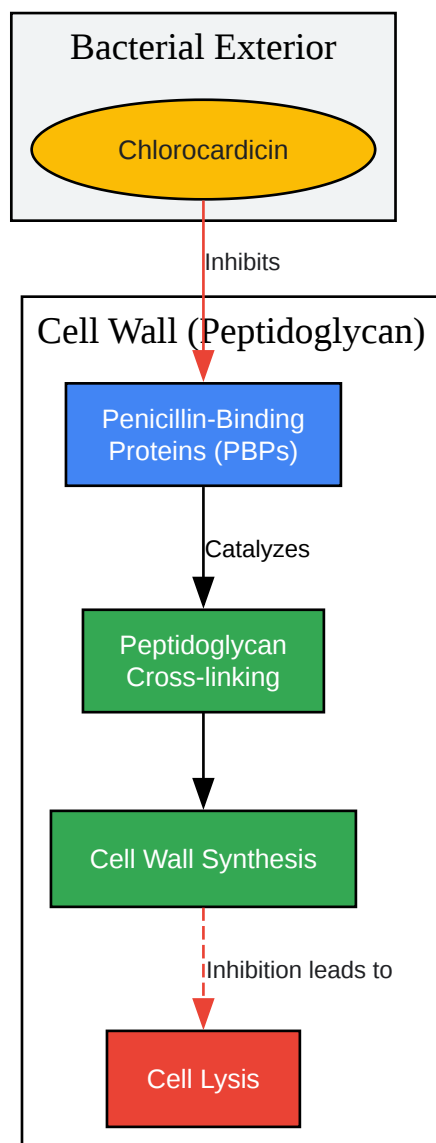 Bacterial Exterior
Chlorocardicin
Inhibits
Cell Wall (Peptidoglycan)
Penicillin-Binding
Proteins (PBPs)
Catalyzes
Peptidoglycan
Cross-linking
Cell Wall Synthesis
Inhibition leads to
Cell Lysis